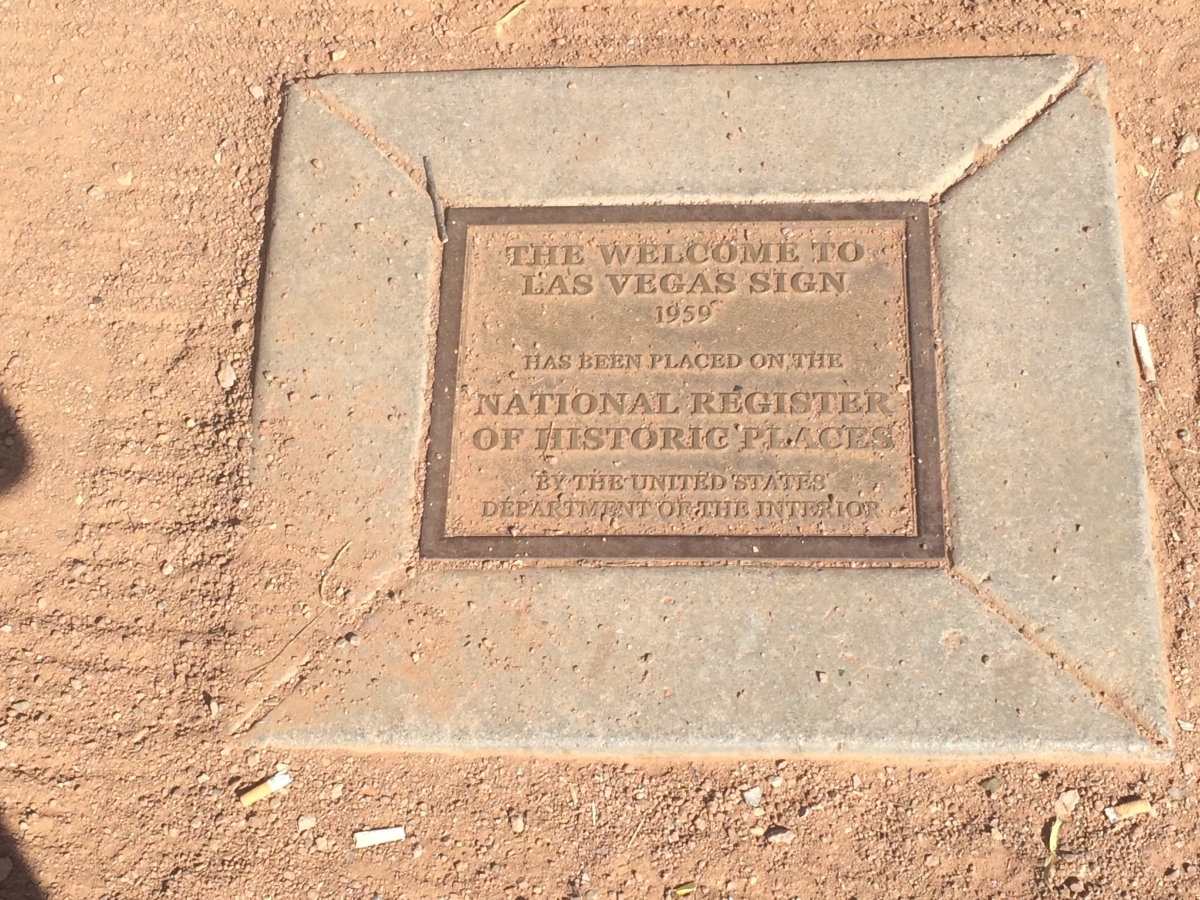 THE WELCOME TO
LAS VEGAS SIGN
1959
HAS BEEN PLACED ON THE
NATIONAL REGISTER
OF HISTORIC PLACES
BY THE UNITED STATES
DEPARTMENT OF THE INTERIOR